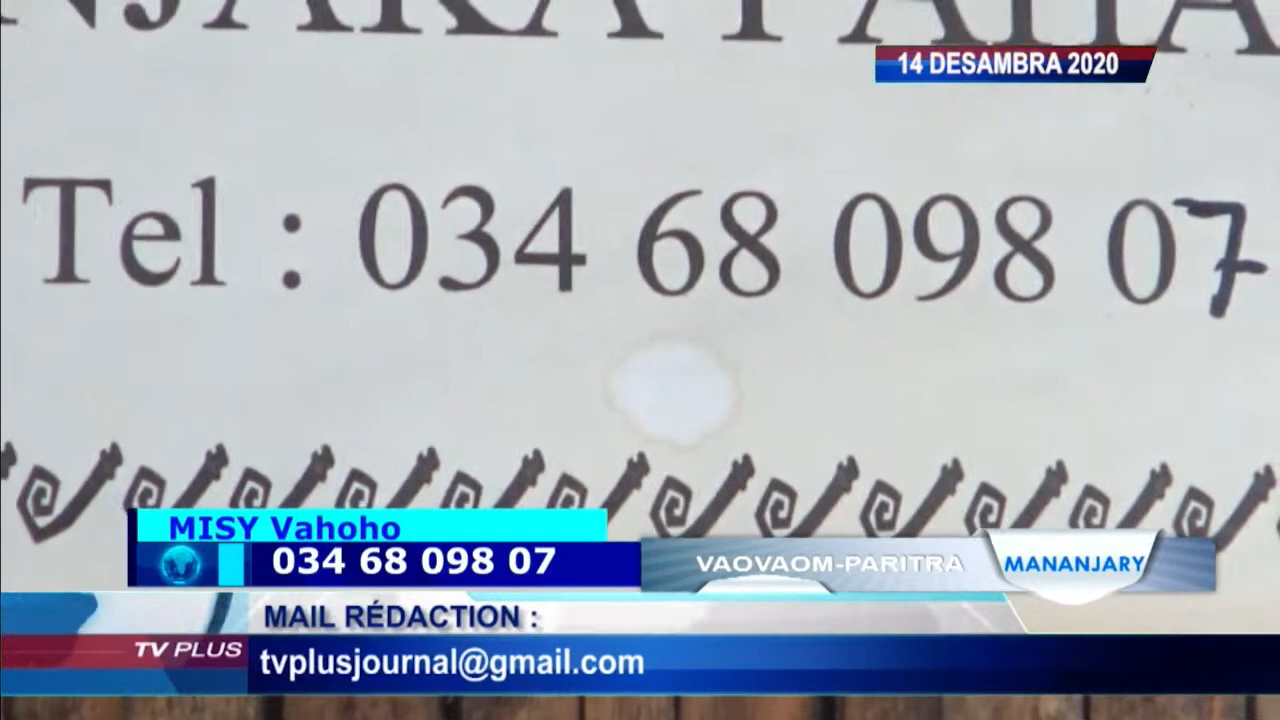 14 DESAMBRA 2020
Tel : 034 68 098 07
MISY Vahoho
034 68 098 07
VAOVAOM-PARITRA
MANANJARY
MAIL RÉDACTION :
TV PLUS
tvplusjournal@gmail.com